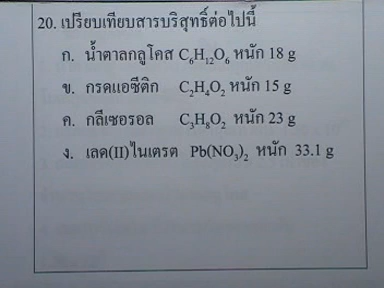 20. เปรียบเทียบสารบริสุทธิ์ต่อไปนี้
ก. น้ำตาลกลูโคส C₆H₁₂O₆ หนัก 18 g
ข. กรดแอซีติก C₂H₄O₂ หนัก 15 g
ค. กลีเซอรอล C₃H₈O₂ หนัก 23 g
ง. เลด(II)ไนเตรต Pb(NO₃)₂ หนัก 33.1 g